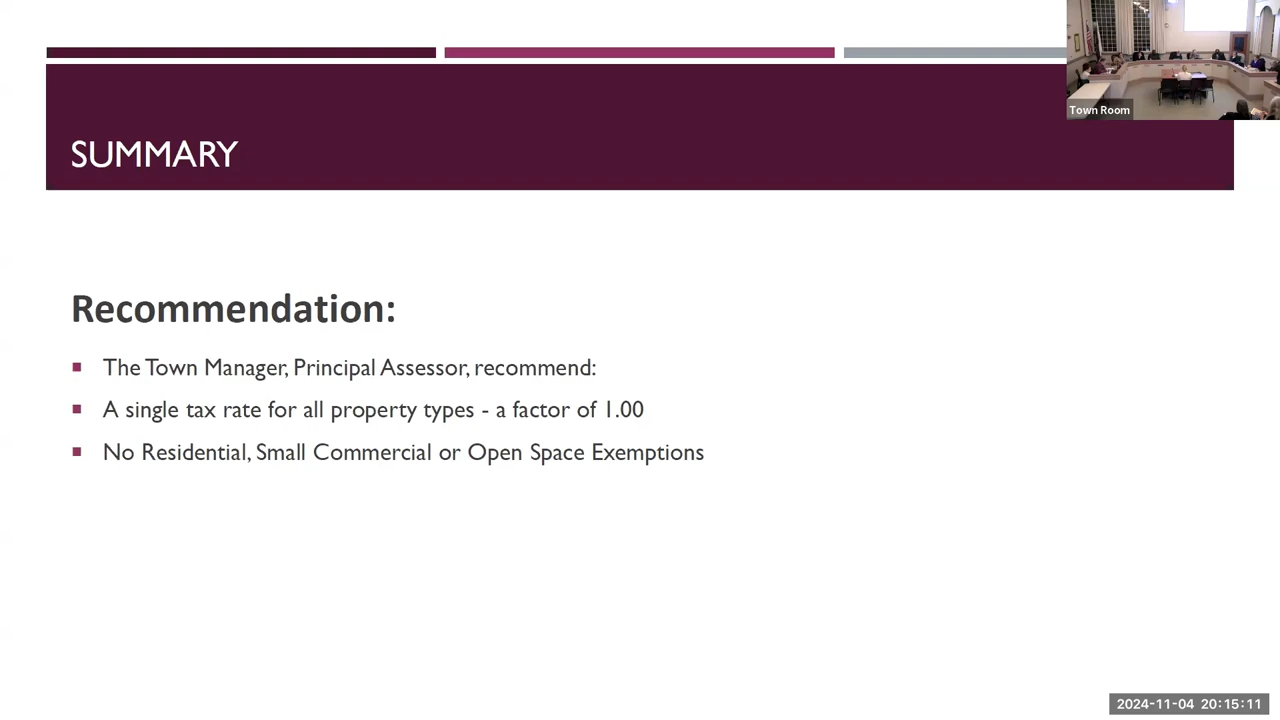 Town Room
SUMMARY
Recommendation:
The Town Manager, Principal Assessor, recommend:
A single tax rate for all property types - a factor of 1.00
No Residential, Small Commercial or Open Space Exemptions
2024-11-04 20:15:11